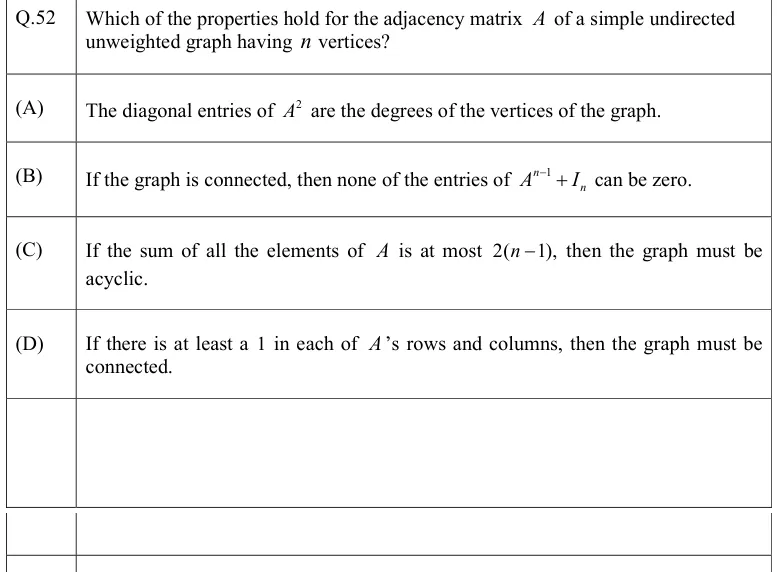 Q.52 Which of the properties hold for the adjacency matrix A of a simple undirected
unweighted graph having n vertices?
(A) The diagonal entries of A² are the degrees of the vertices of the graph.
(B) If the graph is connected, then none of the entries of Aⁿ⁻¹ + Iₙ can be zero.
(C) If the sum of all the elements of A is at most 2(n−1), then the graph must be
acyclic.
(D) If there is at least a 1 in each of A's rows and columns, then the graph must be
connected.